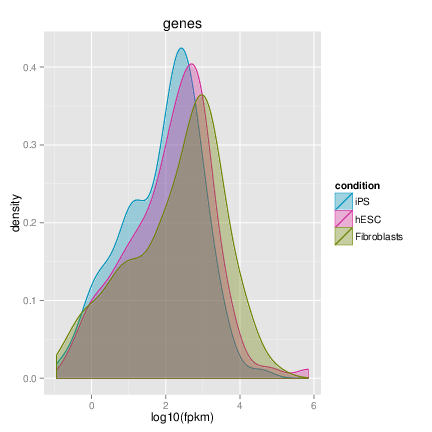 genes
density
0.4
0.3
0.2
0.1
0.0
0
2
4
6
log10(fpkm)
condition
iPS
hESC
Fibroblasts